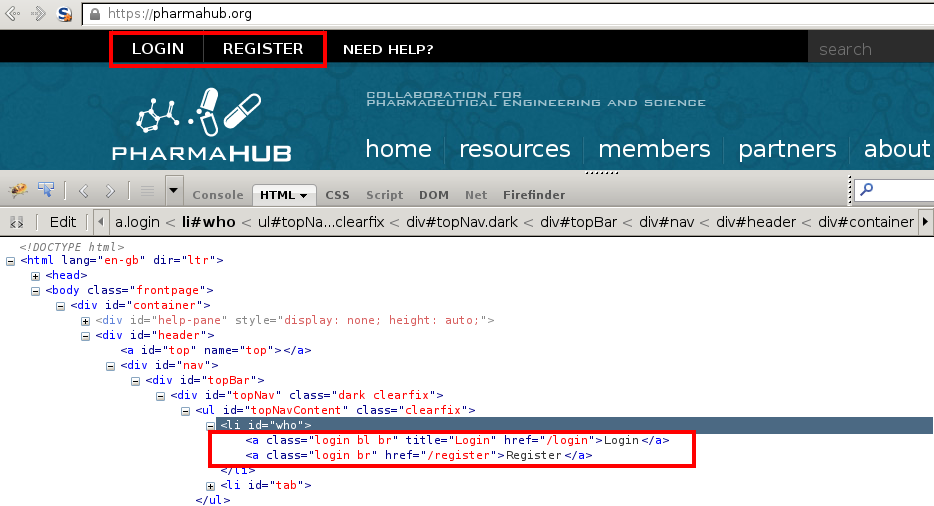 https://pharmahub.org
LOGIN REGISTER NEED HELP? search
COLLABORATION FOR
PHARMACEUTICAL ENGINEERING AND SCIENCE
PHARMAHUB
home resources members partners about
Console HTML CSS Script DOM Net Firefinder
Edit a.login < li#who < ul#topNa...clearfix < div#topNav.dark < div#topBar < div#nav < div#header < div#container
<!DOCTYPE html>
<html lang="en-gb" dir="ltr">
<head>
<body class="frontpage">
<div id="container">
<div id="help-pane" style="display: none; height: auto;">
<div id="header">
<a id="top" name="top"></a>
<div id="nav">
<div id="topBar">
<div id="topNav" class="dark clearfix">
<ul id="topNavContent" class="clearfix">
<li id="who">
<a class="login bl br" title="Login" href="/login">Login</a>
<a class="login br" href="/register">Register</a>
</li>
<li id="tab">
</ul>